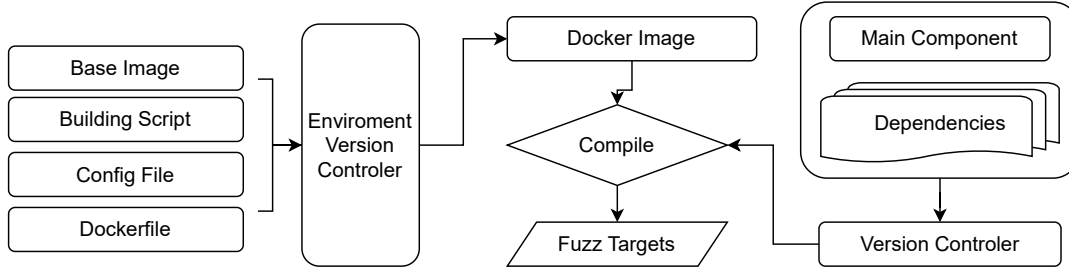 Base Image
Building Script
Config File
Dockerfile
Enviroment
Version
Controler
Docker Image
Compile
Fuzz Targets
Main Component
Dependencies
Version Controler